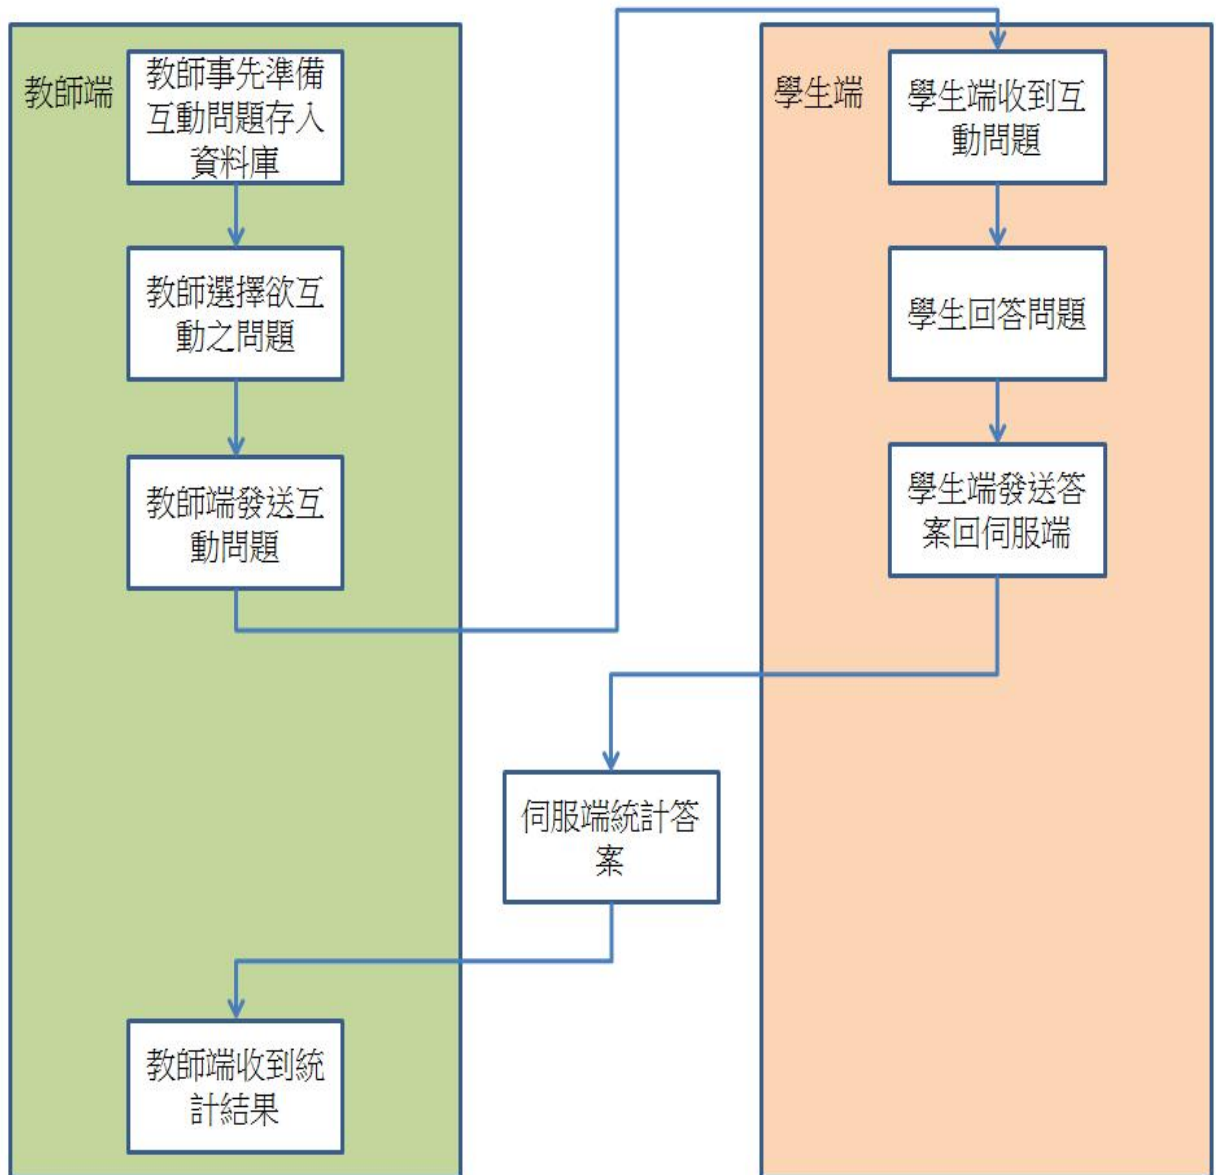 教師端
教師事先準備
互動問題存入
資料庫
教師選擇欲互
動之問題
教師端發送互
動問題
學生端
學生端收到互
動問題
學生回答問題
學生端發送答
案回伺服端
伺服端統計答
案
教師端收到統
計結果